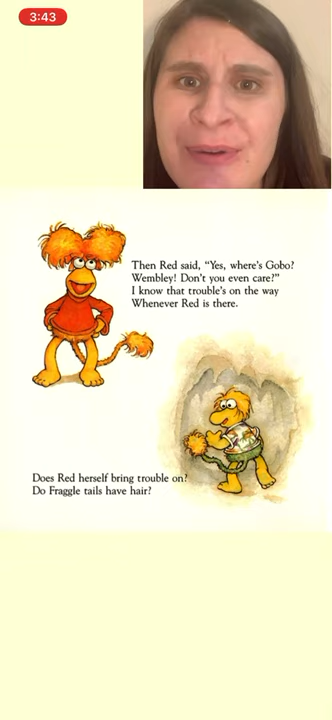 3:43
Then Red said, "Yes, where's Gobo?
Wembley! Don't you even care?"
I know that trouble's on the way
Whenever Red is there.
Does Red herself bring trouble on?
Do Fraggle tails have hair?